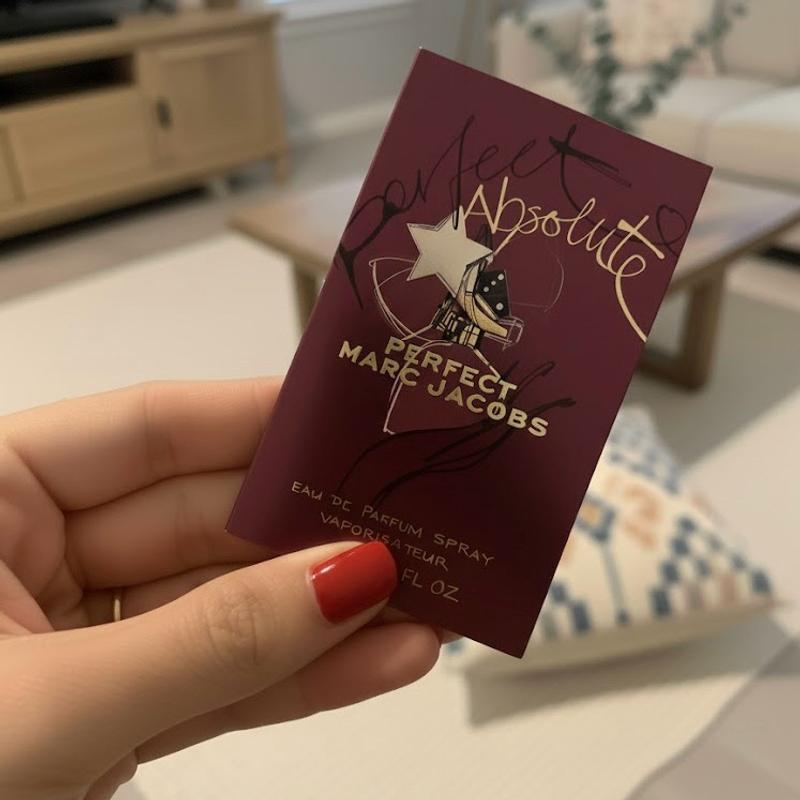 perfect
Absolute
PERFECT
MARC JACOBS
EAU DE PARFUM SPRAY
VAPORISATEUR
FL OZ